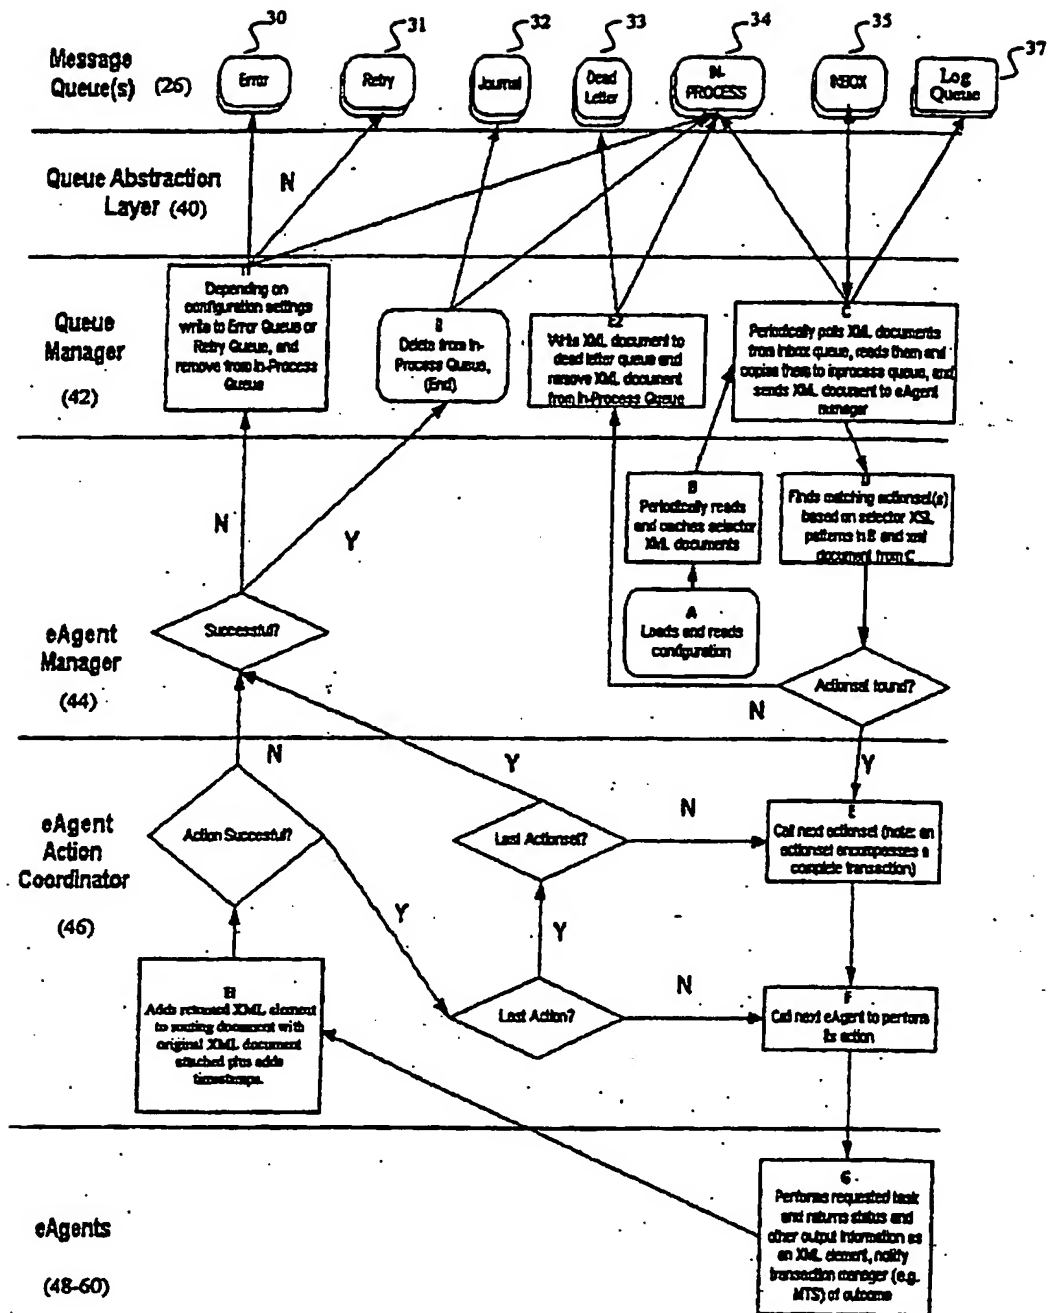 30
31
32
33
34
35
37
Message
Queue(s) (26)
Error
Retry
Journal
Dead
Letter
IN-
PROCESS
INBOX
Log
Queue
Queue Abstraction
Layer (40)
N
Queue
Manager
(42)
Depending on
configuration settings
write to Error Queue or
Retry Queue, and
remove from In-Process
Queue
I
Delete from In-
Process Queue,
(End)
E2
Write XML document to
dead letter queue and
remove XML document
from In-Process Queue
C
Periodically polls XML documents
from inbox queue, reads them and
copies them to inprocess queue, and
sends XML document to eAgent
manager
N
Y
B
Periodically reads
and caches selector
XML documents
D
Finds matching actionset(s)
based on selector XSL
patterns in B and xml
document from C
A
Loads and reads
configuration
eAgent
Manager
(44)
Successful?
Actionset found?
N
N
Y
Y
eAgent
Action
Coordinator
(46)
Action Succesful?
Last Actionset?
N
E
Call next actionset (note: an
actionset encompasses a
complete transaction)
Y
Y
H
Adds returned XML element
to routing document with
original XML document
attached plus adds
timestamps.
Last Action?
N
F
Call next eAgent to perform
its action
eAgents
(48-60)
G
Performs requested task
and returns status and
other output information as
an XML element, notify
transaction manager (e.g.
MTS) of outcome